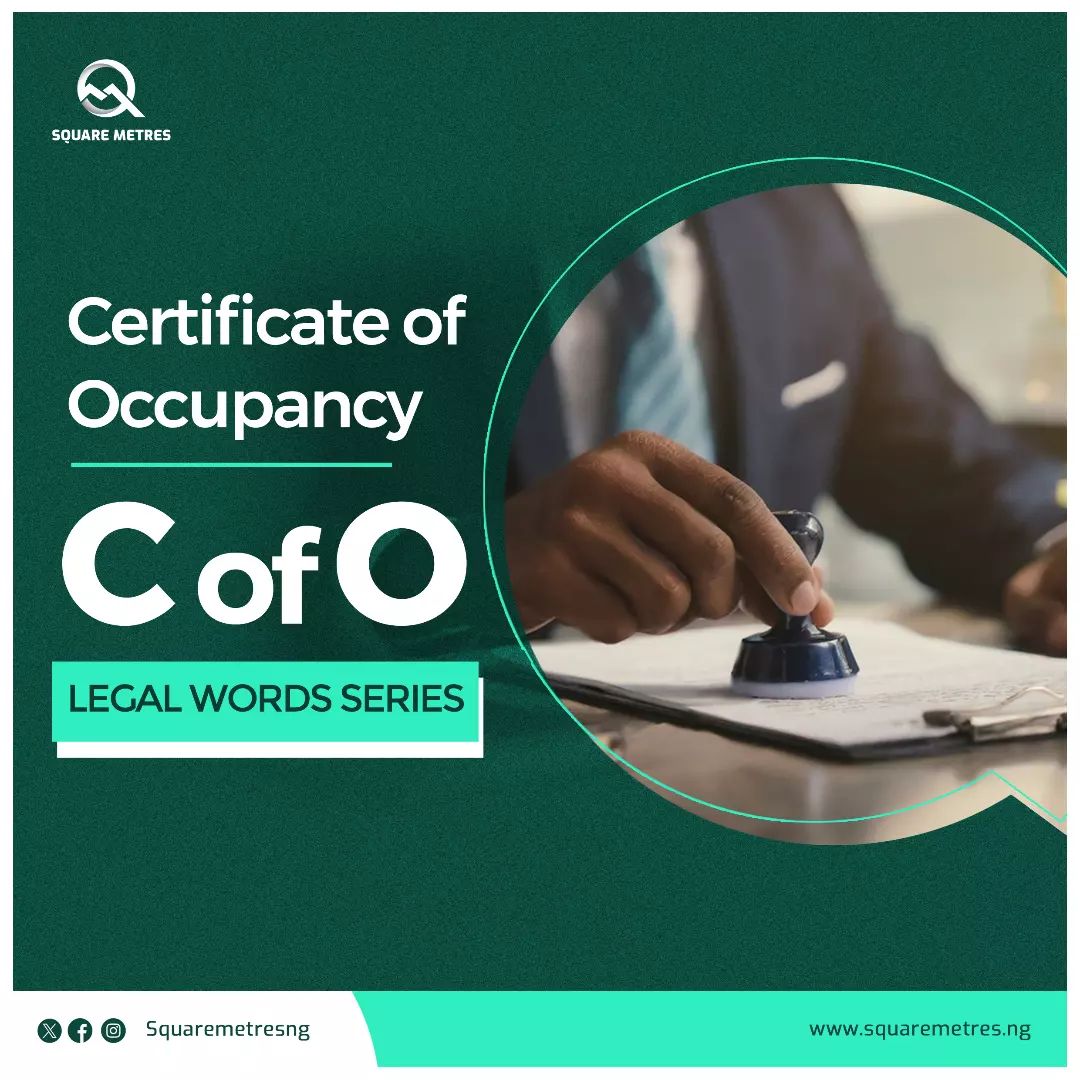 SQUARE METRES
Certificate of
Occupancy
C of O
LEGAL WORDS SERIES
Squaremetresng
www.squaremetres.ng